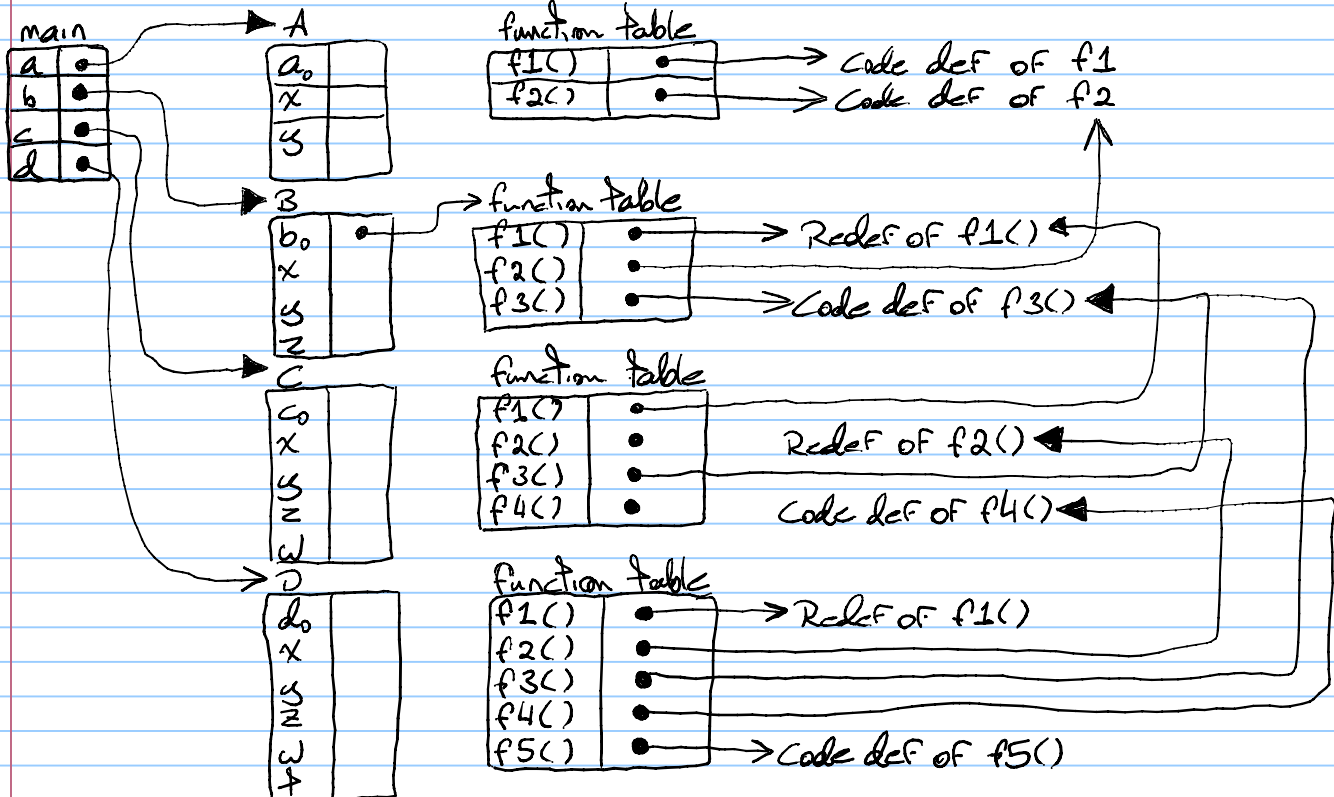 main
a
b
c
d
A
a₀
x
y
function table
f1()
f2()
Code def of f1
Code def of f2
B
b₀
x
y
z
function table
f1()
f2()
f3()
Redef of f1()
Code def of f3()
C
c₀
x
y
z
w
function table
f1()
f2()
f3()
f4()
Redef of f2()
Code def of f4()
D
d₀
x
y
z
w
t
function table
f1()
f2()
f3()
f4()
f5()
Redef of f1()
Code def of f5()